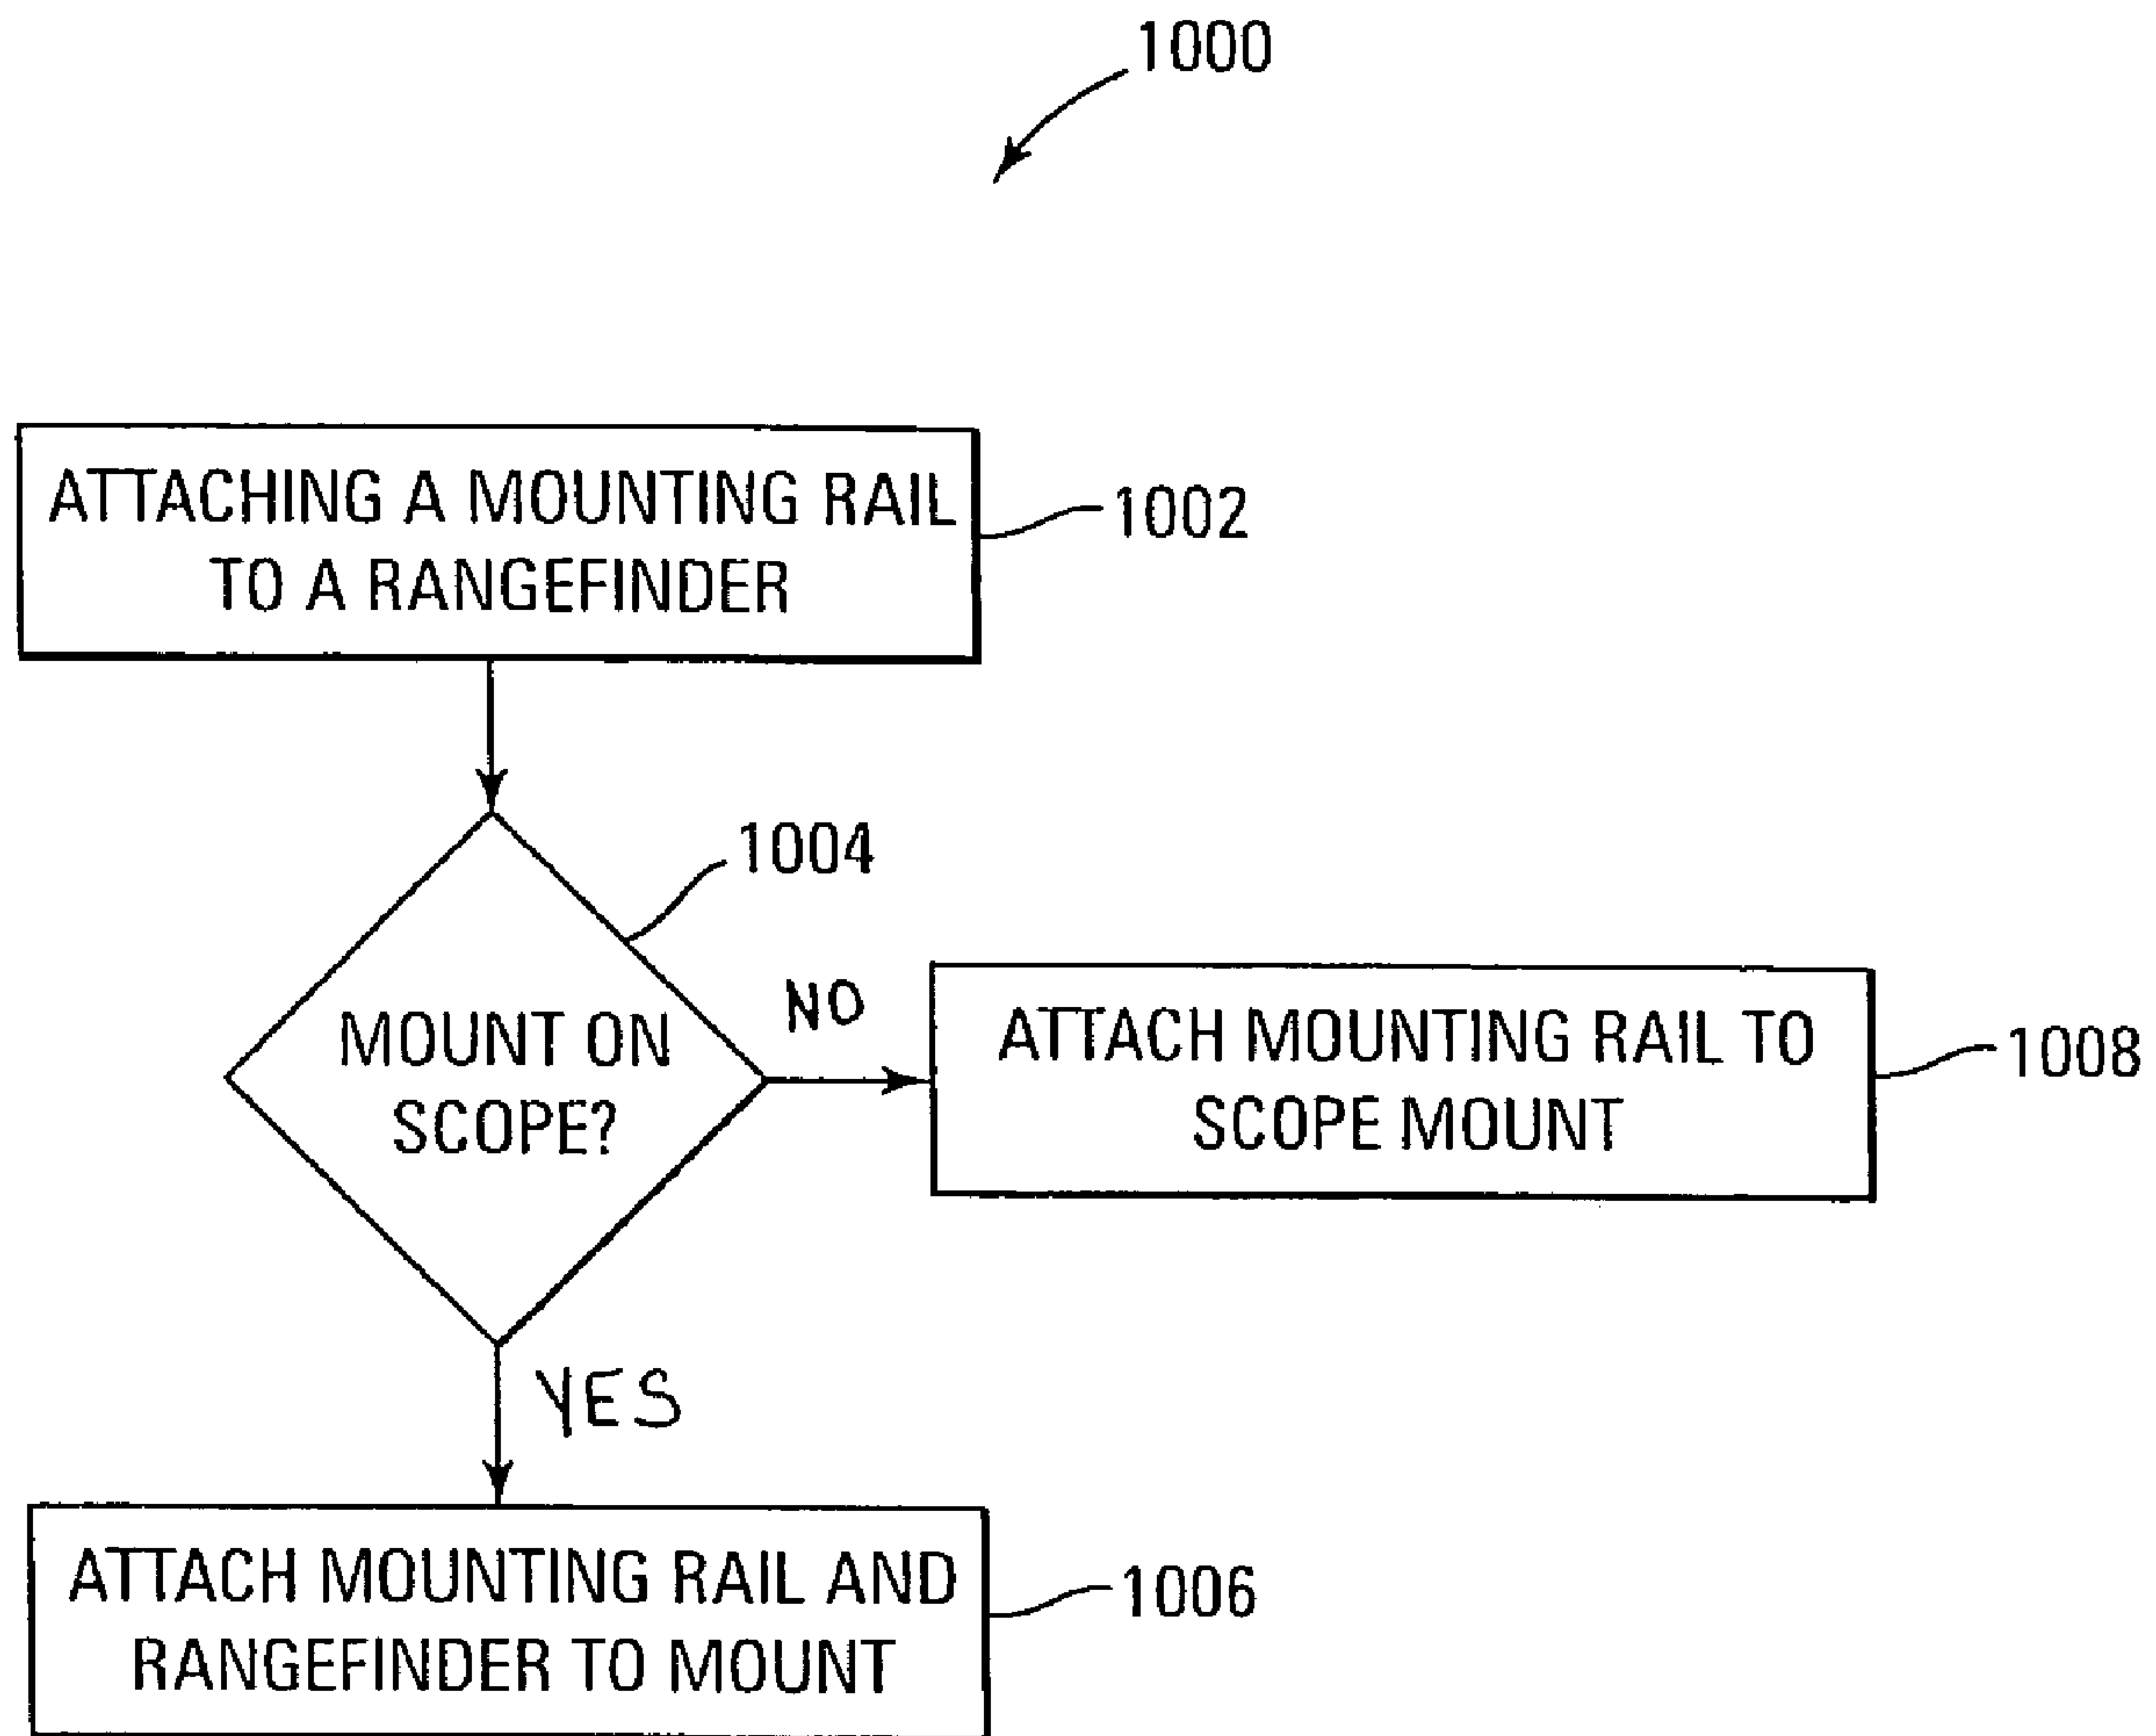 1000
ATTACHING A MOUNTING RAIL
TO A RANGEFINDER
1002
1004
MOUNT ON
SCOPE?
NO
ATTACH MOUNTING RAIL TO
SCOPE MOUNT
1008
YES
ATTACH MOUNTING RAIL AND
RANGEFINDER TO MOUNT
1006